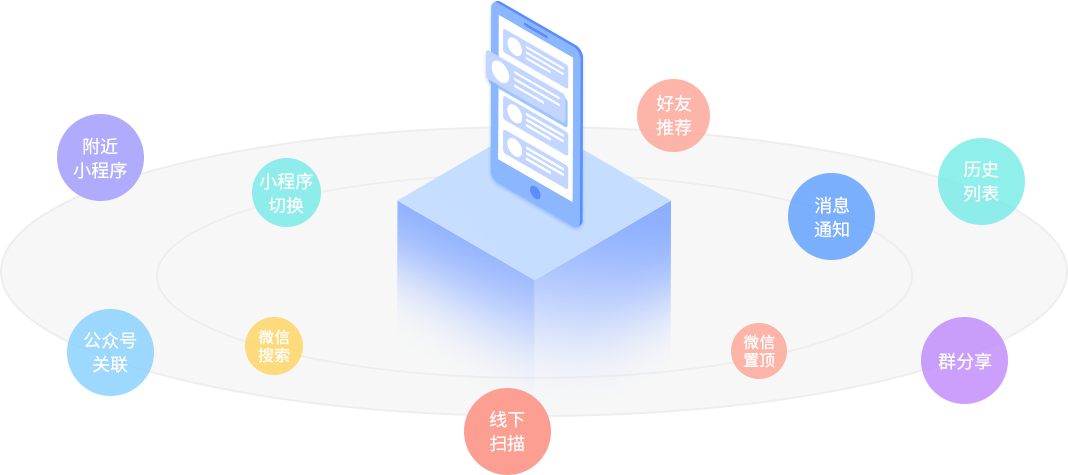 好友
推荐
附近
小程序
历史
列表
小程序
切换
消息
通知
公众号
关联
微信
搜索
微信
置顶
群分享
线下
扫描